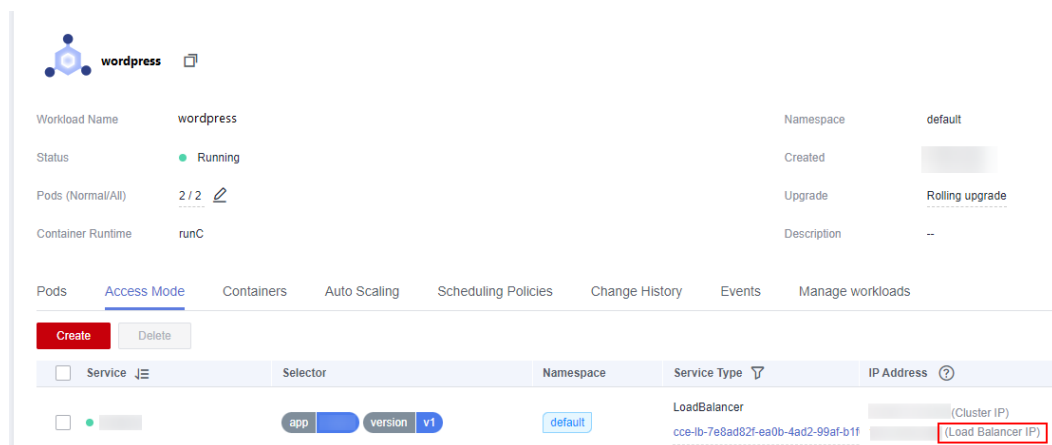 wordpress
Workload Name wordpress Namespace default
Status Running Created
Pods (Normal/All) 2 / 2 Upgrade Rolling upgrade
Container Runtime runC Description --
Pods Access Mode Containers Auto Scaling Scheduling Policies Change History Events Manage workloads
Create Delete
Service Selector Namespace Service Type IP Address ?
LoadBalancer (Cluster IP)
app version v1 default
cce-lb-7e8ad82f-ea0b-4ad2-99af-b1f (Load Balancer IP)